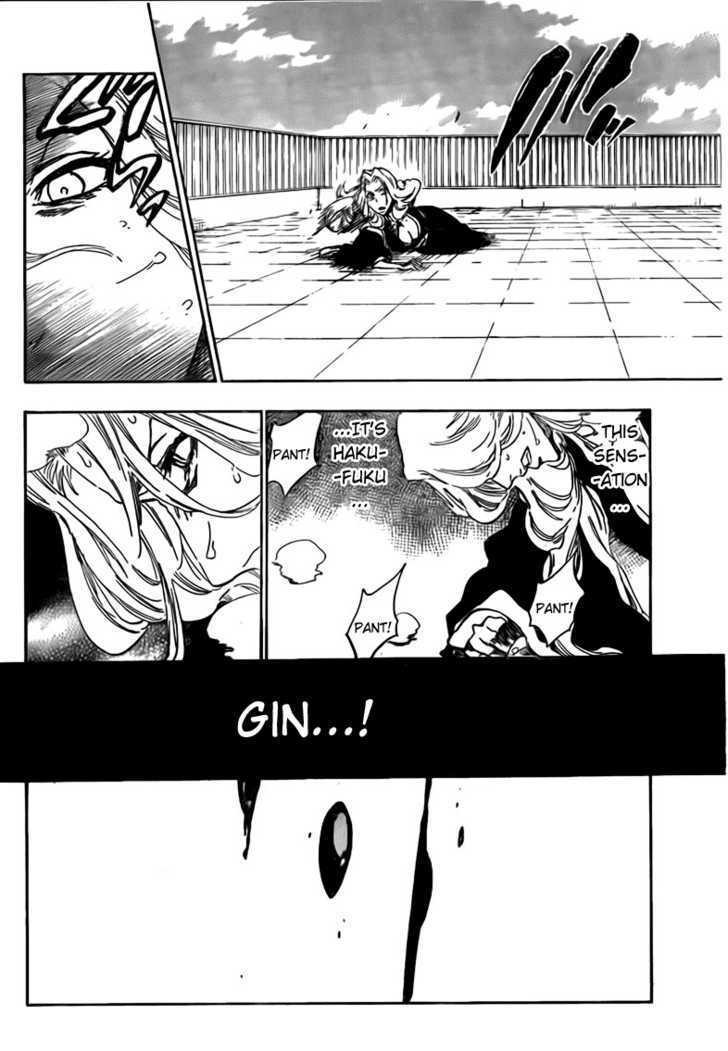 THIS
SENS-
-ATION
...
...IT'S
HAKU-
-FUKU
...
PANT!
PANT!
PANT!
GIN...!